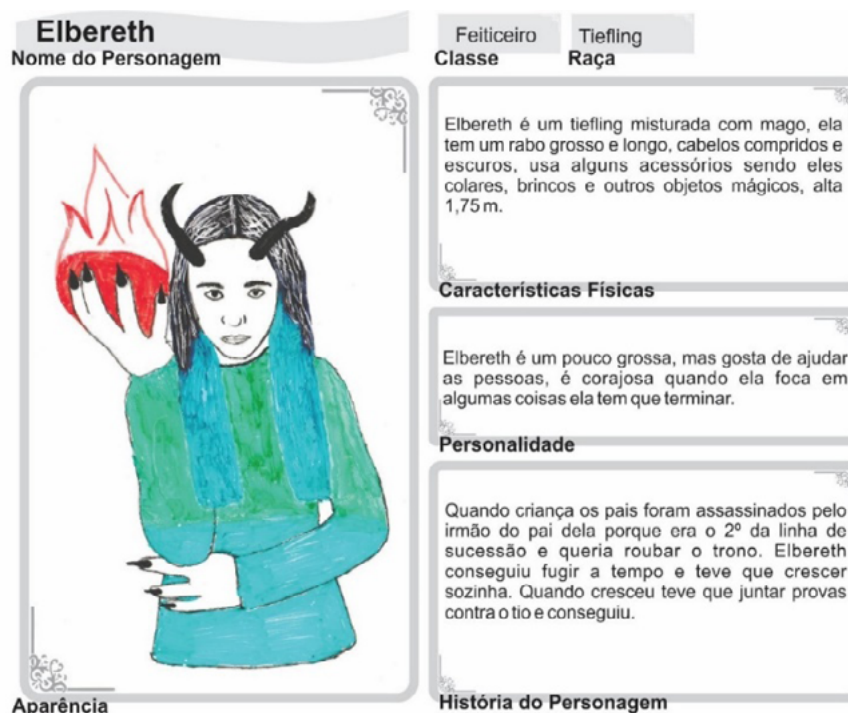 Elbereth
Nome do Personagem
Feiticeiro
Classe
Tiefling
Raça
Elbereth é um tiefling misturada com mago, ela
tem um rabo grosso e longo, cabelos compridos e
escuros, usa alguns acessórios sendo eles
colares, brincos e outros objetos mágicos, alta
1,75 m.
Características Físicas
Elbereth é um pouco grossa, mas gosta de ajudar
as pessoas, é corajosa quando ela foca em
algumas coisas ela tem que terminar.
Personalidade
Quando criança os pais foram assassinados pelo
irmão do pai dela porque era o 2º da linha de
sucessão e queria roubar o trono. Elbereth
conseguiu fugir a tempo e teve que crescer
sozinha. Quando cresceu teve que juntar provas
contra o tio e conseguiu.
História do Personagem
Aparência